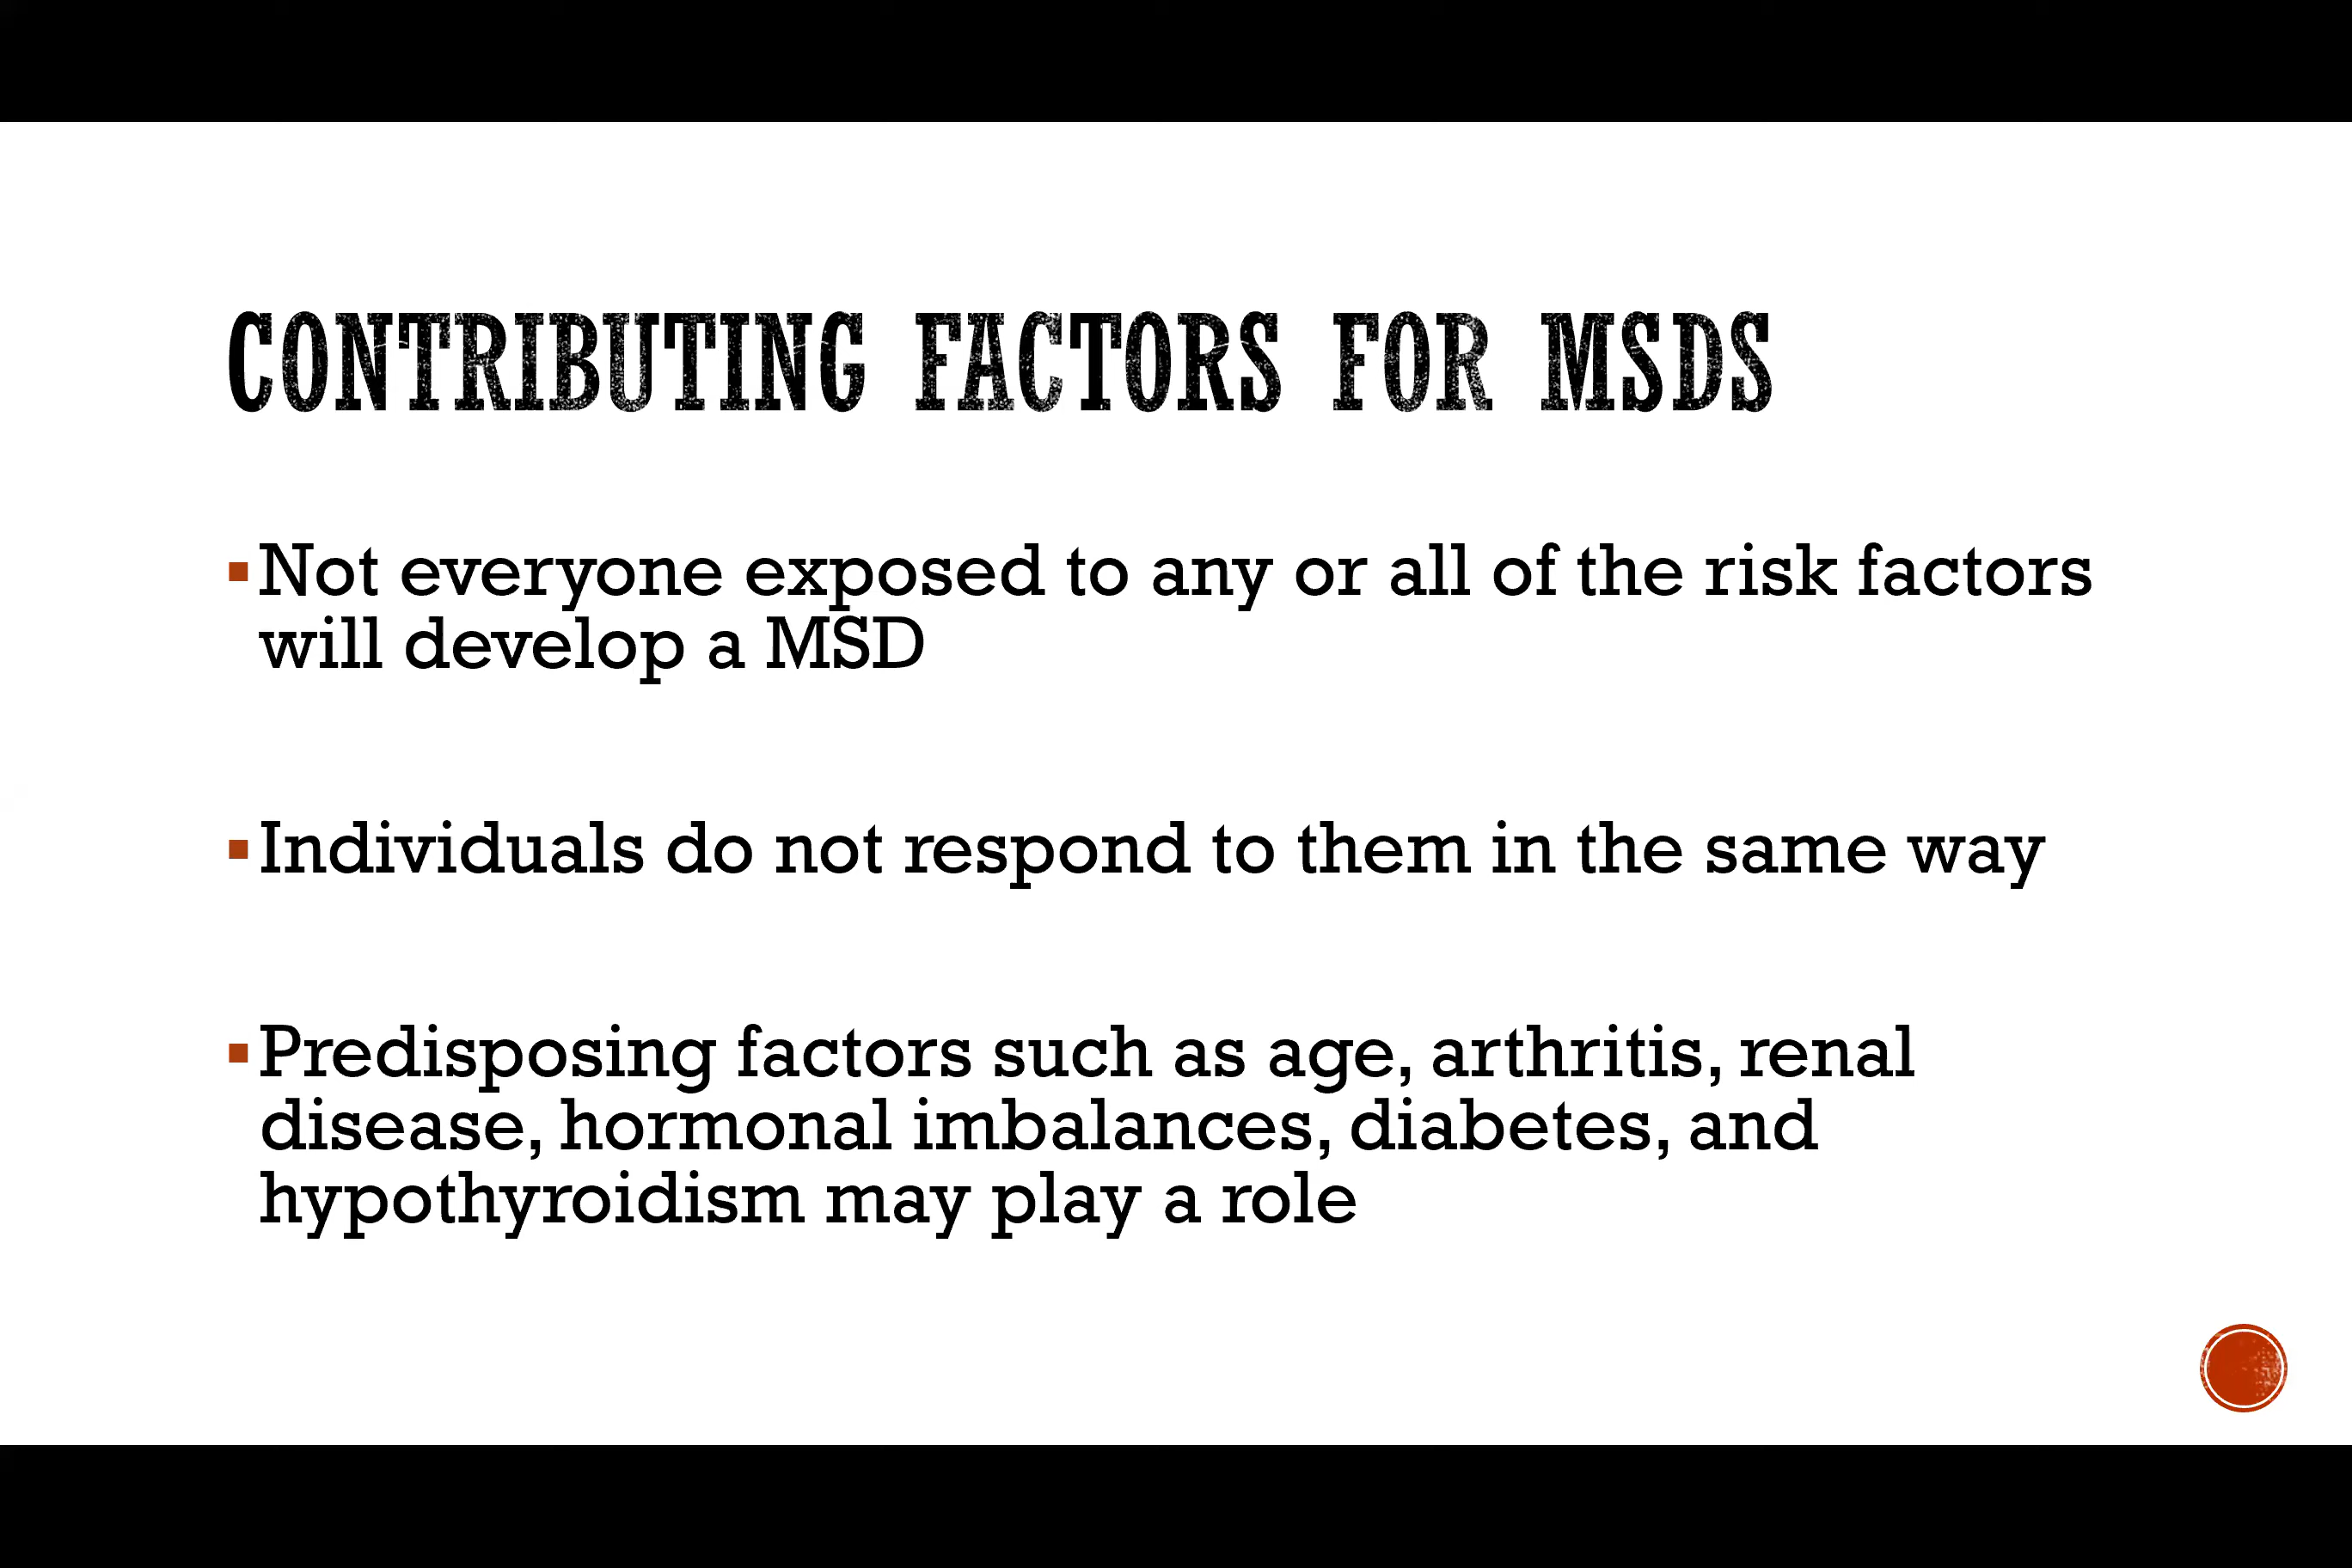 CONTRIBUTING FACTORS FOR MSDS
▪Not everyone exposed to any or all of the risk factors
will develop a MSD
▪Individuals do not respond to them in the same way
▪Predisposing factors such as age, arthritis, renal
disease, hormonal imbalances, diabetes, and
hypothyroidism may play a role